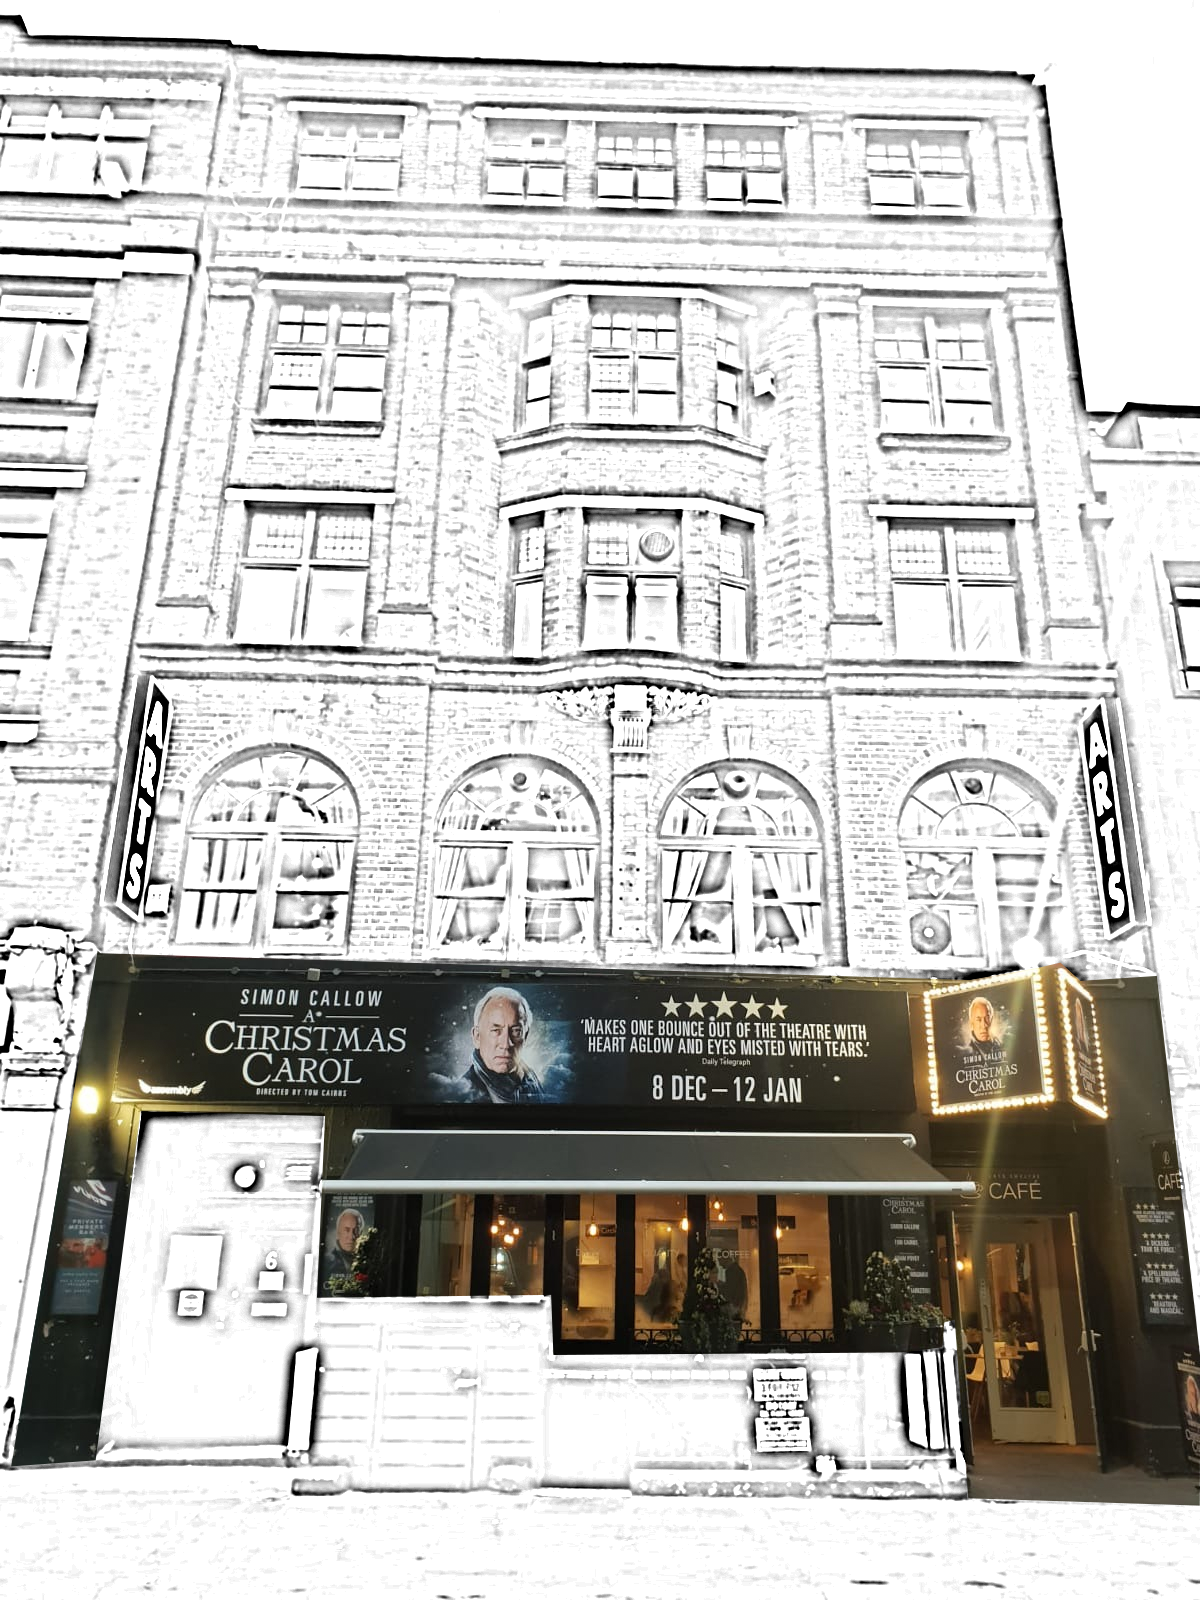 ARTS
ARTS
SIMON CALLOW
A
CHRISTMAS
CAROL
DIRECTED BY TOM CAIRNS
assembly
★★★★★
'MAKES ONE BOUNCE OUT OF THE THEATRE WITH
HEART AGLOW AND EYES MISTED WITH TEARS.'
Daily Telegraph
8 DEC – 12 JAN
SIMON CALLOW
A
CHRISTMAS
CAROL
CAFÉ
CAFÉ
PRIVATE
MEMBERS'
BAR
6
COFFEE
CHRISTMAS
CAROL
SIMON CALLOW
★★★
★★★★
'A DICKENS
TOUR DE FORCE.'
★★★★
'A SPELLBINDING
PIECE OF THEATRE.'
★★★★
'BEAUTIFUL
AND MAGICAL.'